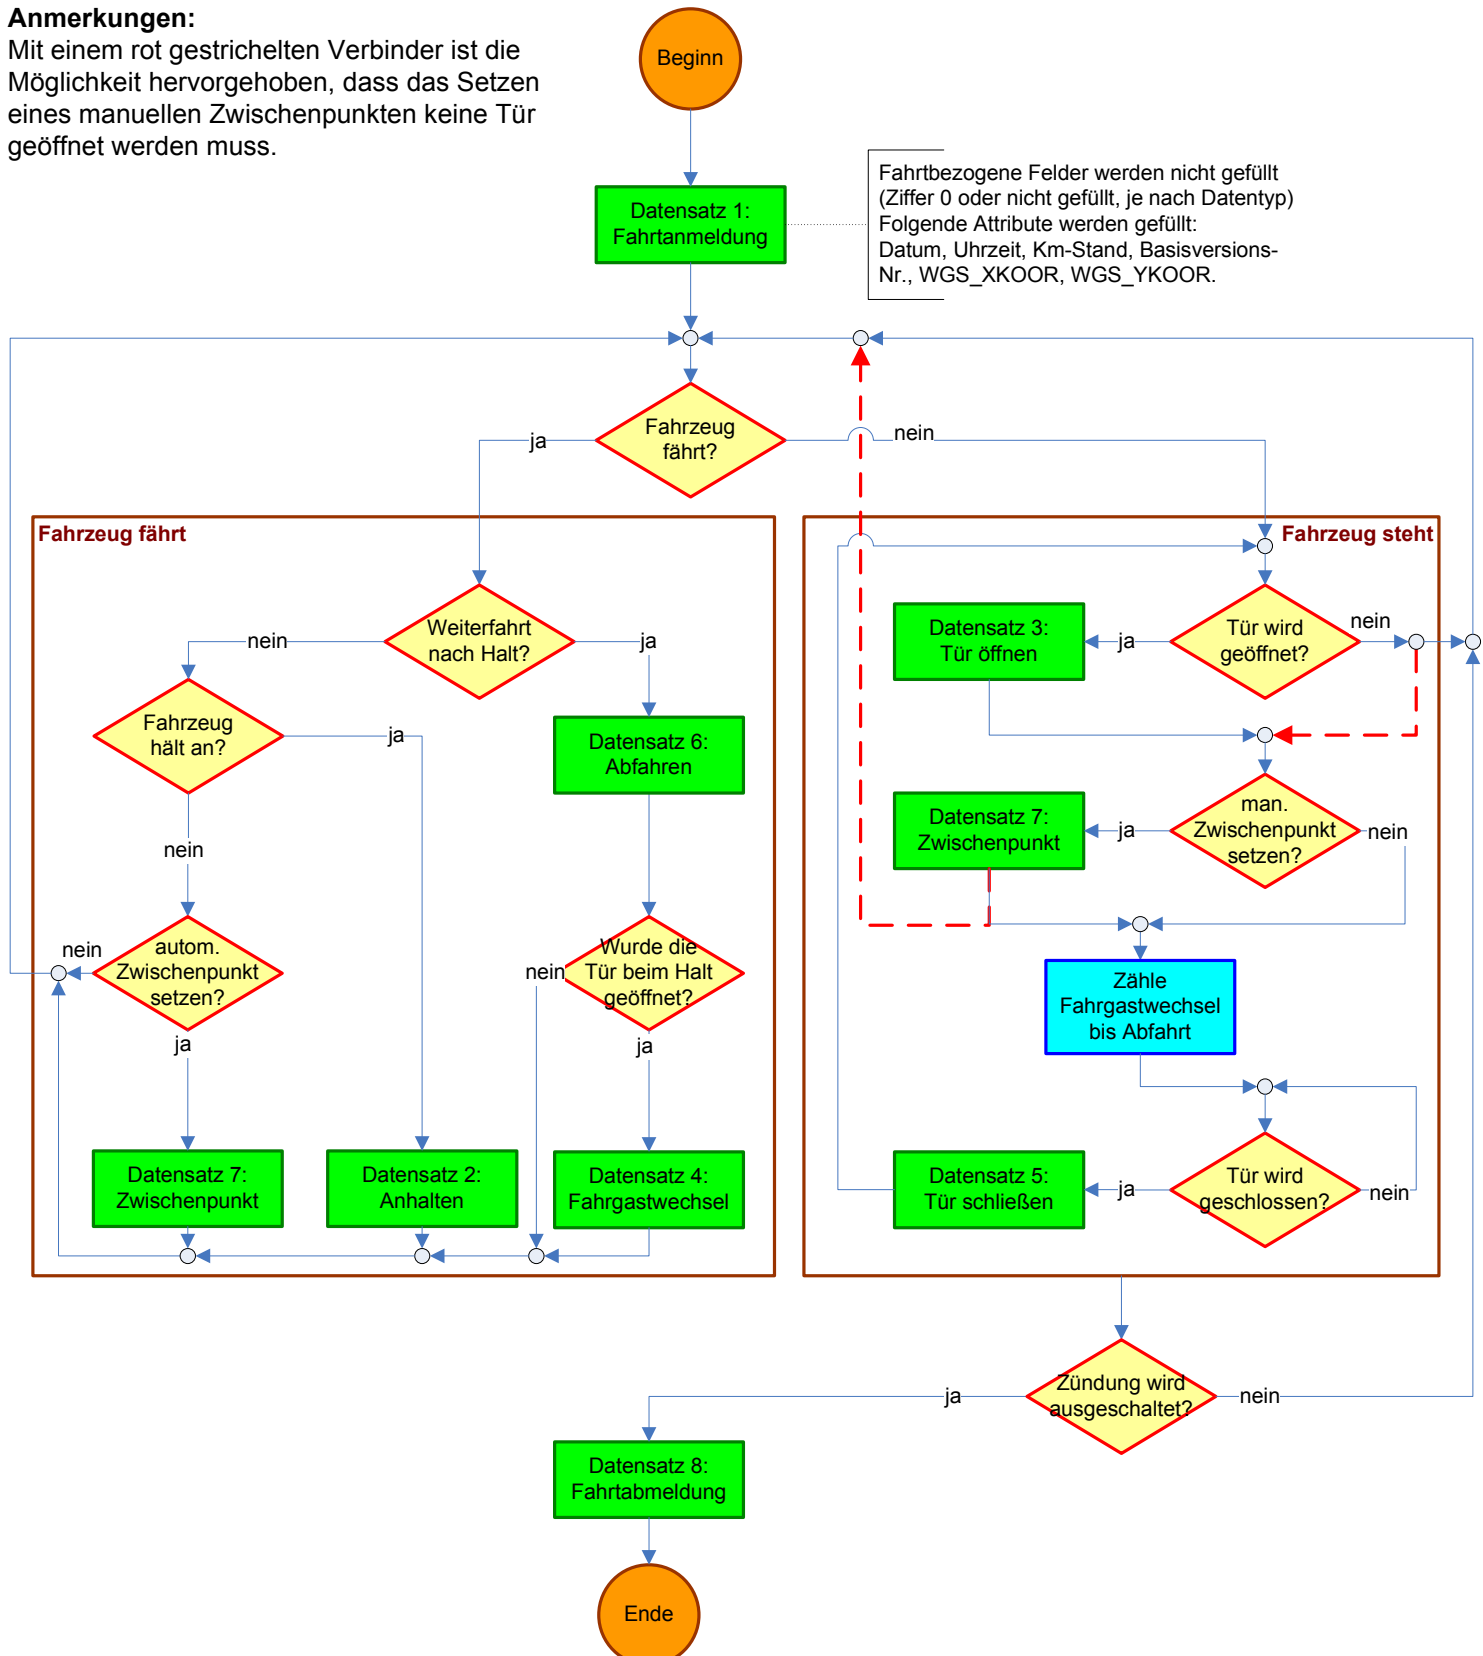 Anmerkungen:
Mit einem rot gestrichelten Verbinder ist die
Möglichkeit hervorgehoben, dass das Setzen
eines manuellen Zwischenpunkten keine Tür
geöffnet werden muss.
Beginn
Datensatz 1:
Fahrtanmeldung
Fahrtbezogene Felder werden nicht gefüllt
(Ziffer 0 oder nicht gefüllt, je nach Datentyp)
Folgende Attribute werden gefüllt:
Datum, Uhrzeit, Km-Stand, Basisversions-
Nr., WGS_XKOOR, WGS_YKOOR.
Fahrzeug
fährt?
ja
nein
Fahrzeug fährt
Weiterfahrt
nach Halt?
nein
ja
Fahrzeug
hält an?
ja
nein
Datensatz 6:
Abfahren
autom.
Zwischenpunkt
setzen?
nein
ja
Wurde die
Tür beim Halt
geöffnet?
nein
ja
Datensatz 7:
Zwischenpunkt
Datensatz 2:
Anhalten
Datensatz 4:
Fahrgastwechsel
Fahrzeug steht
Tür wird
geöffnet?
nein
ja
Datensatz 3:
Tür öffnen
man.
Zwischenpunkt
setzen?
nein
ja
Datensatz 7:
Zwischenpunkt
Zähle
Fahrgastwechsel
bis Abfahrt
Tür wird
geschlossen?
nein
ja
Datensatz 5:
Tür schließen
Zündung wird
ausgeschaltet?
ja
nein
Datensatz 8:
Fahrtabmeldung
Ende